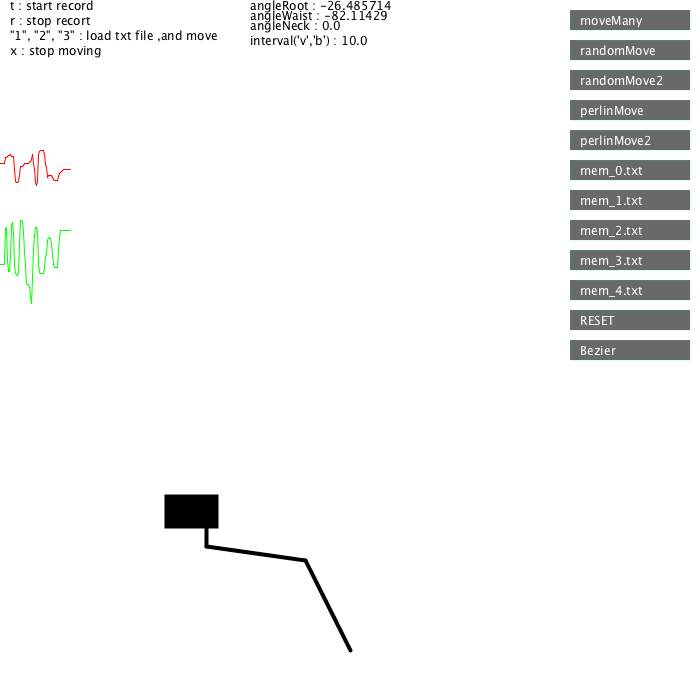 t : start record
r : stop recort
"1", "2", "3" : load txt file ,and move
x : stop moving
angleRoot : -26.485714
angleWaist : -82.11429
angleNeck : 0.0
interval('v','b') : 10.0
moveMany
randomMove
randomMove2
perlinMove
perlinMove2
mem_0.txt
mem_1.txt
mem_2.txt
mem_3.txt
mem_4.txt
RESET
Bezier